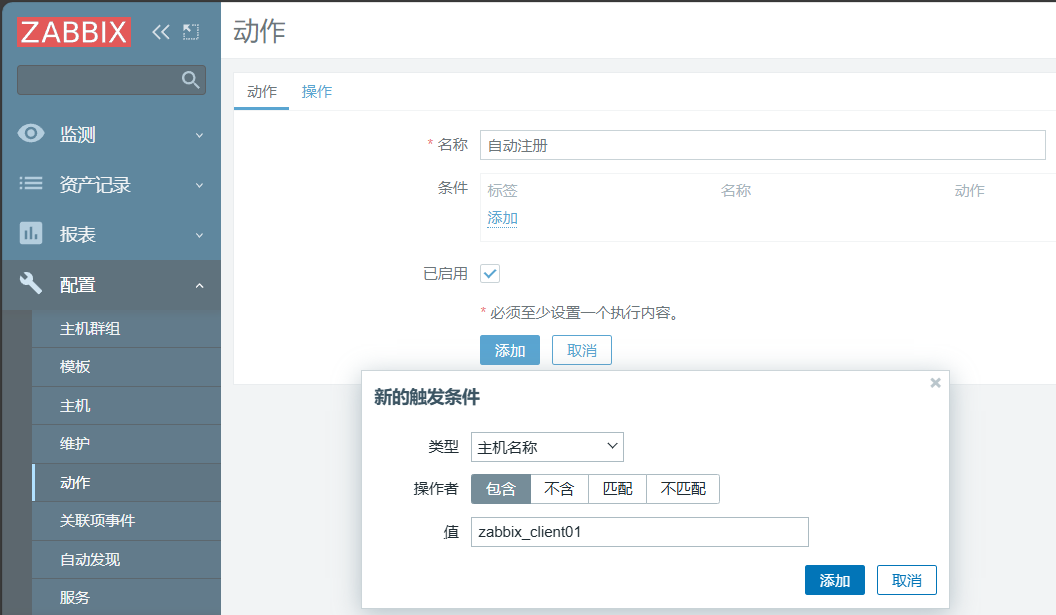 ZABBIX
监测
资产记录
报表
配置
主机群组
模板
主机
维护
动作
关联项事件
自动发现
服务
动作
动作 操作
* 名称 自动注册
条件 标签 名称 动作
添加
已启用
* 必须至少设置一个执行内容。
添加 取消
新的触发条件
类型 主机名称
操作者 包含 不含 匹配 不匹配
值 zabbix_client01
添加 取消